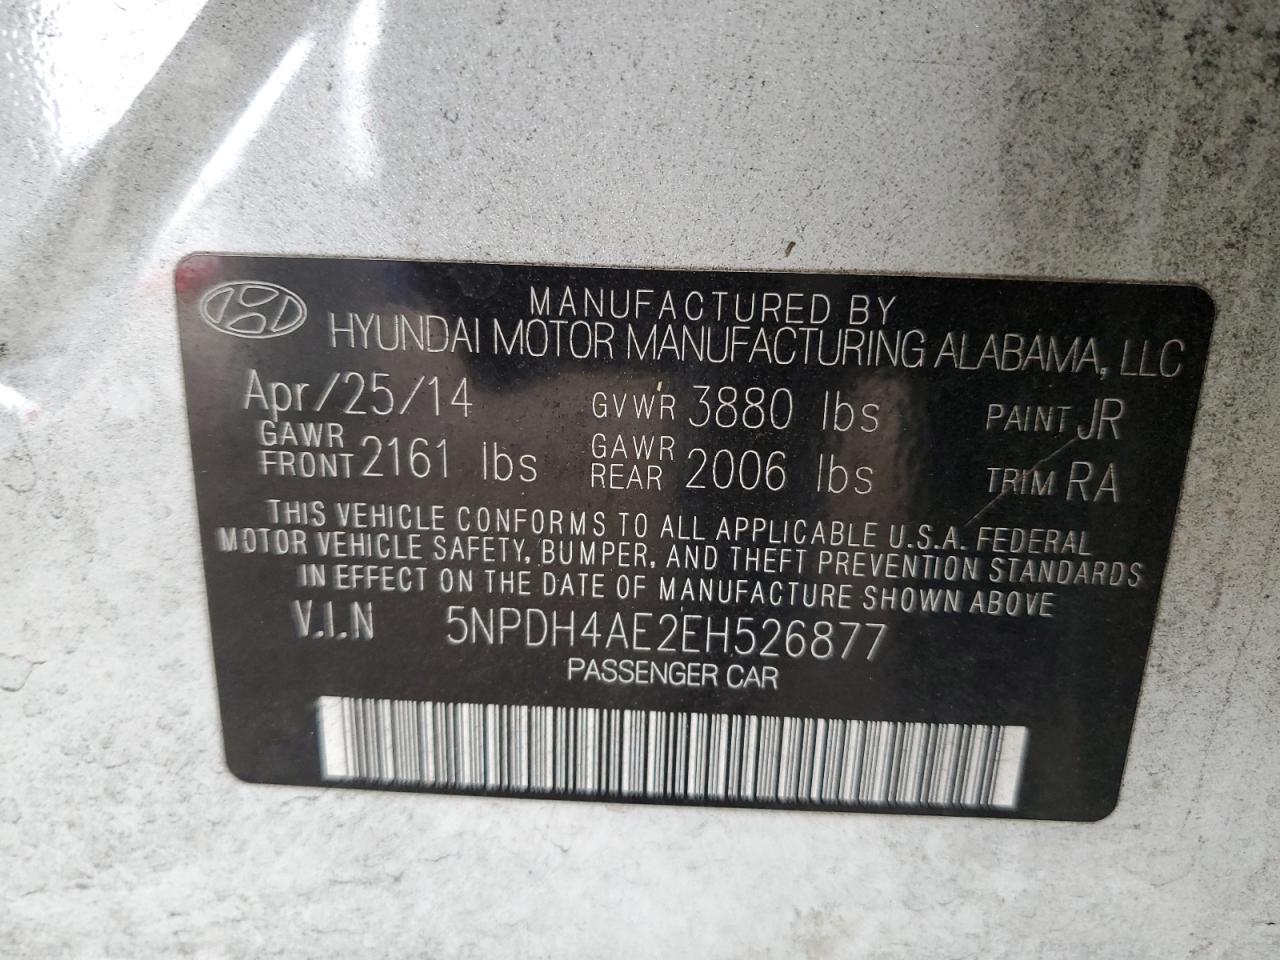 MANUFACTURED BY
HYUNDAI MOTOR MANUFACTURING ALABAMA, LLC
Apr/25/14 GVWR 3880 lbs PAINT JR
GAWR FRONT 2161 lbs GAWR REAR 2006 lbs TRIM RA
THIS VEHICLE CONFORMS TO ALL APPLICABLE U.S.A. FEDERAL
MOTOR VEHICLE SAFETY, BUMPER, AND THEFT PREVENTION STANDARDS
IN EFFECT ON THE DATE OF MANUFACTURE SHOWN ABOVE
V.I.N 5NPDH4AE2EH526877
PASSENGER CAR